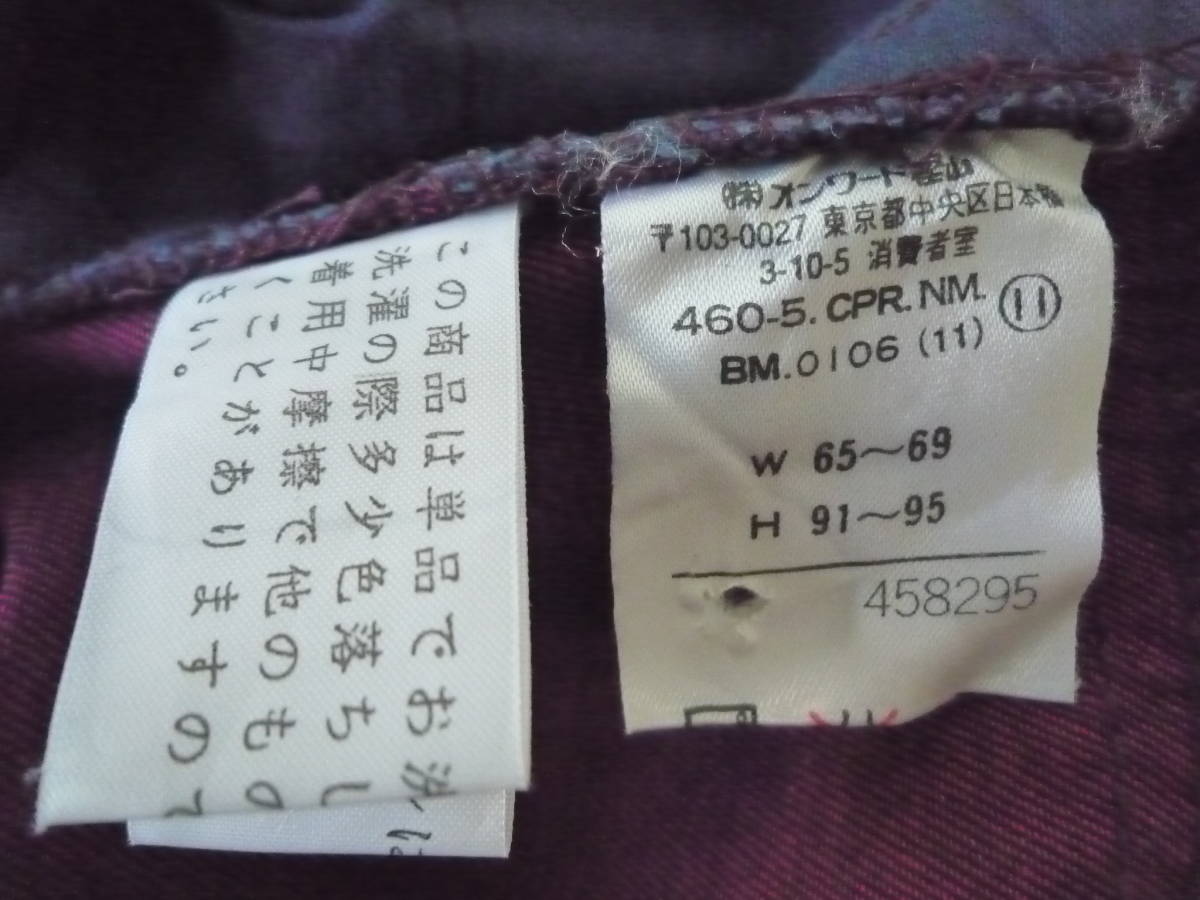 この商品は単品でお洗
洗濯の際多少色落ちし
着用中摩擦で他のもの
くことがありますので
さい。
は
(株)オンワード樫山
〒103-0027 東京都中央区日本橋
3-10-5 消費者室
460-5. CPR. NM. ⑪
BM.0106 (11)
W 65〜69
H 91〜95
458295